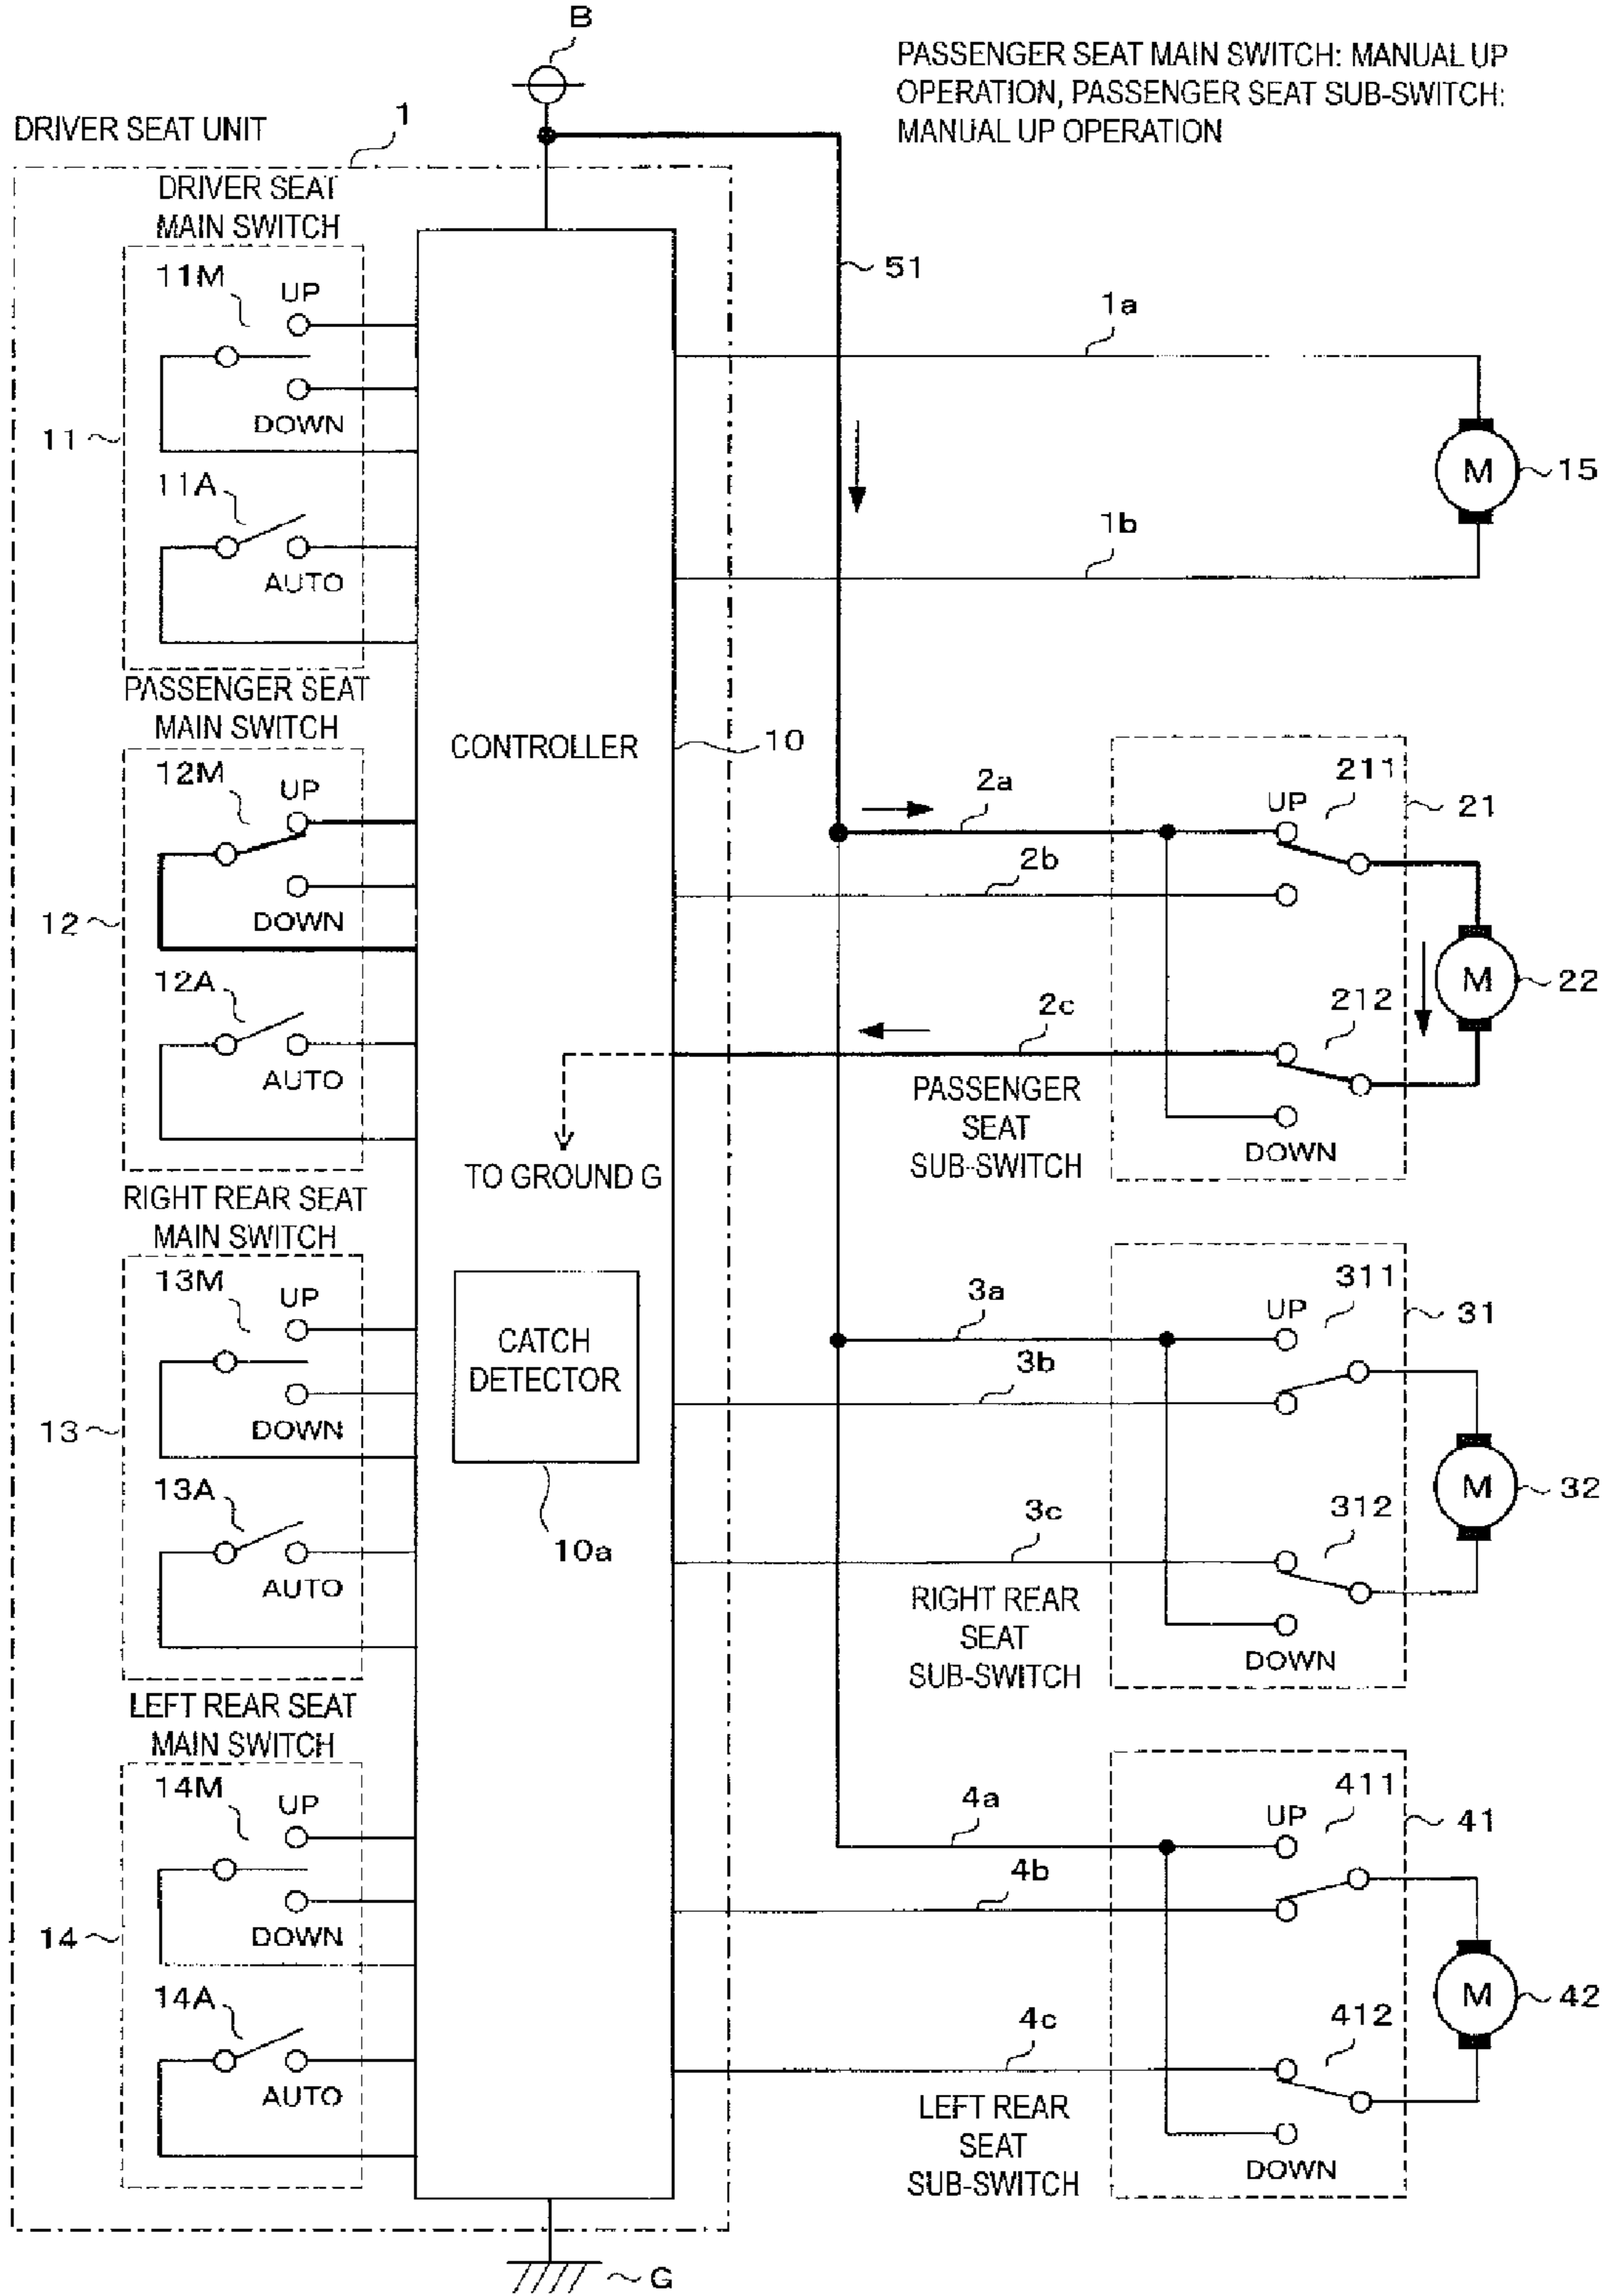 B
PASSENGER SEAT MAIN SWITCH: MANUAL UP
OPERATION, PASSENGER SEAT SUB-SWITCH:
MANUAL UP OPERATION
DRIVER SEAT UNIT
1
DRIVER SEAT
MAIN SWITCH
11M
UP
DOWN
11
11A
AUTO
PASSENGER SEAT
MAIN SWITCH
12M
UP
DOWN
12
12A
AUTO
RIGHT REAR SEAT
MAIN SWITCH
13M
UP
DOWN
13
13A
AUTO
LEFT REAR SEAT
MAIN SWITCH
14M
UP
DOWN
14
14A
AUTO
CONTROLLER
10
TO GROUND G
CATCH
DETECTOR
10a
G
51
1a
M
15
1b
2a
UP
211
21
2b
M
22
2c
212
PASSENGER
SEAT
SUB-SWITCH
DOWN
3a
UP
311
31
3b
M
32
3c
312
RIGHT REAR
SEAT
SUB-SWITCH
DOWN
4a
UP
411
41
4b
M
42
4c
412
LEFT REAR
SEAT
SUB-SWITCH
DOWN